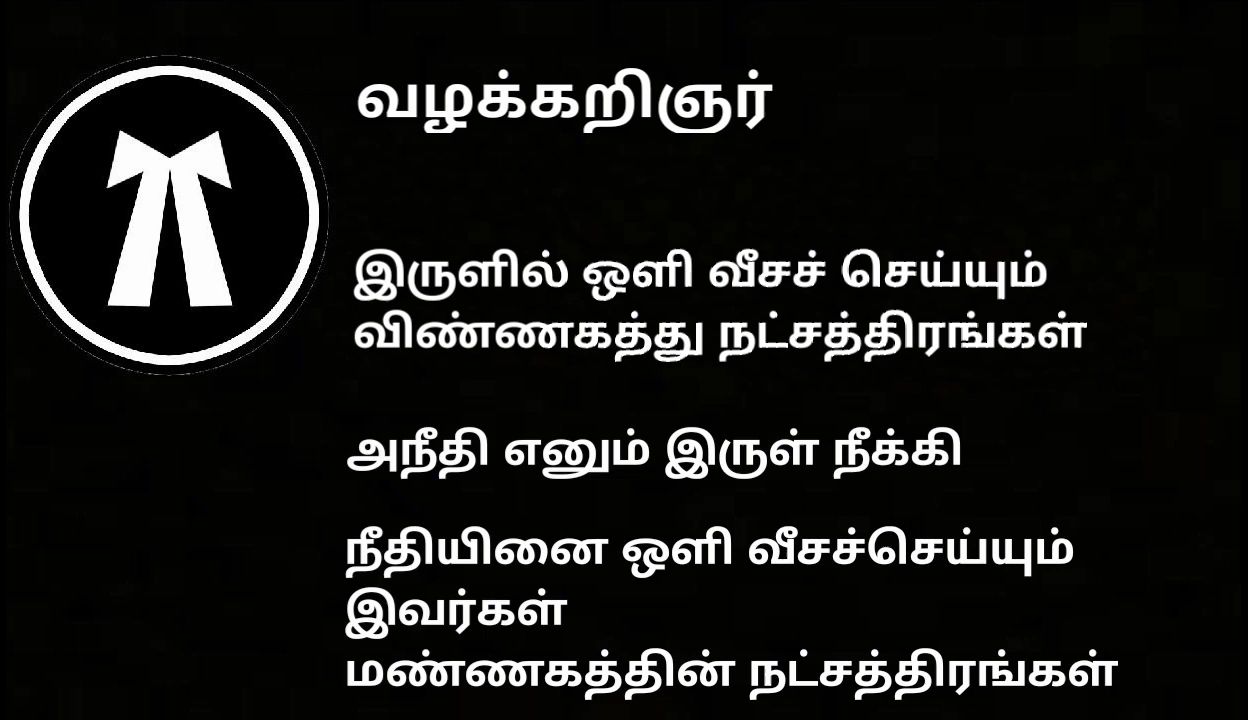 வழக்கறிஞர்
இருளில் ஒளி வீசச் செய்யும்
விண்ணகத்து நட்சத்திரங்கள்
அநீதி எனும் இருள் நீக்கி
நீதியினை ஒளி வீசச்செய்யும்
இவர்கள்
மண்ணகத்தின் நட்சத்திரங்கள்